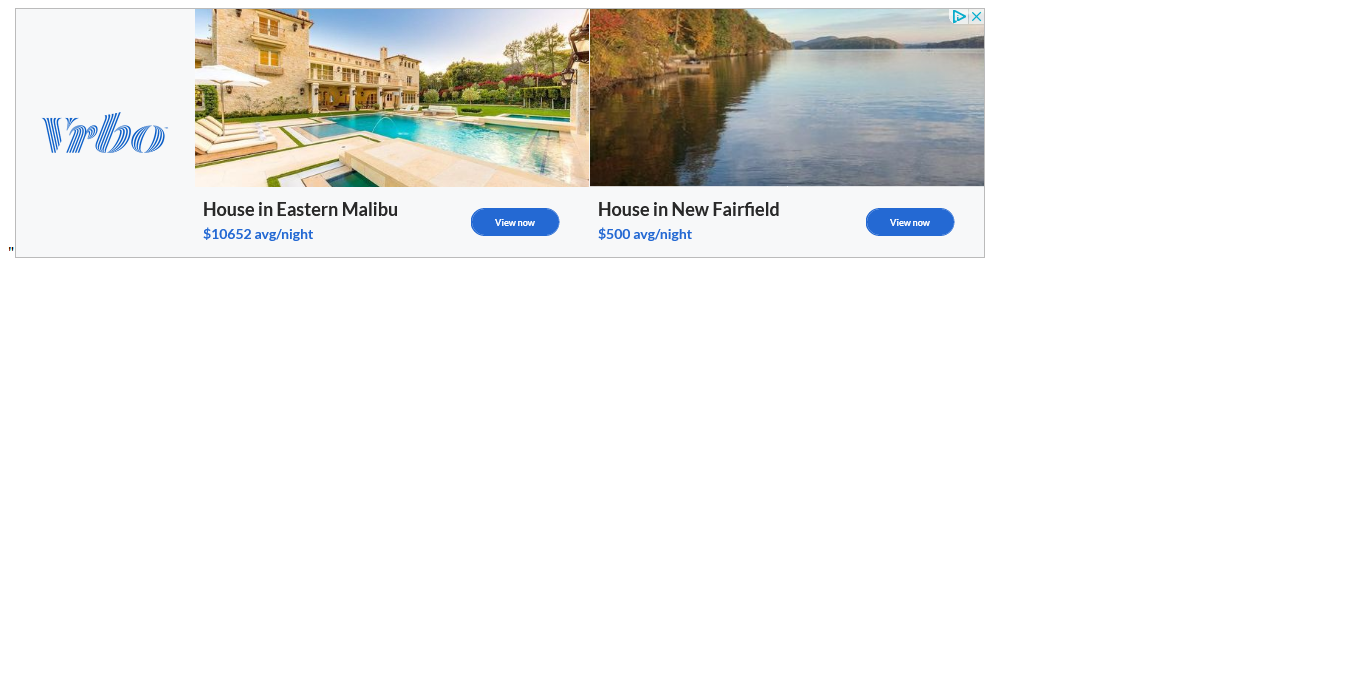 Vrbo
House in Eastern Malibu
$10652 avg/night
View now
House in New Fairfield
$500 avg/night
View now
"